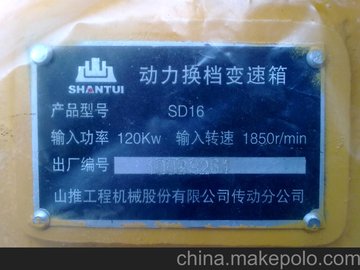 SHANTUI
动力换档变速箱
产品型号 SD16
输入功率 120Kw 输入转速 1850r/min
出厂编号
山推工程机械股份有限公司传动分公司
china.makepolo.com